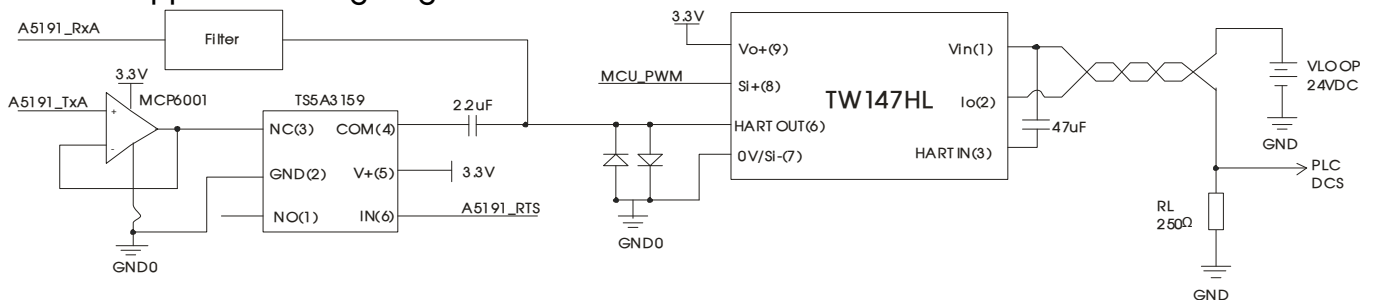 A5191_RxA
Filter
3.3V
Vo+(9)
Vin(1)
VLOOP
24VDC
GND
MCU_PWM
Si+(8)
TW147HL
Io(2)
3.3V
MCP6001
A5191_TxA
+
-
TS5A3159
2.2uF
NC(3)
COM(4)
HART OUT(6)
47uF
0V/Si-(7)
HART IN(3)
GND(2)
V+(5)
3.3V
PLC
DCS
NO(1)
IN(6)
A5191_RTS
RL
250Ω
GND0
GND0
GND